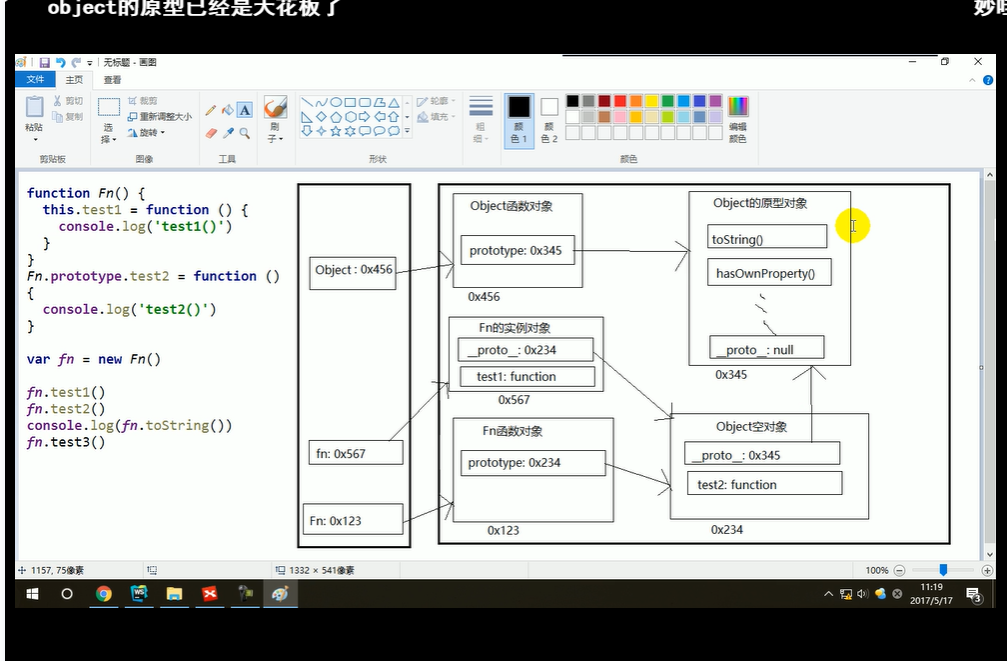 object的原型已经是天花板了
妙哇
无标题 - 画图
文件 主页 查看
粘贴
剪切
复制
剪贴板
选择
裁剪
重新调整大小
旋转
图像
A
工具
刷子
形状
轮廓
填充
粗细
颜色 1
颜色 2
编辑颜色
颜色
function Fn() {
this.test1 = function () {
console.log('test1()')
}
}
Fn.prototype.test2 = function ()
{
console.log('test2()')
}
var fn = new Fn()
fn.test1()
fn.test2()
console.log(fn.toString())
fn.test3()
Object : 0x456
fn: 0x567
Fn: 0x123
Object函数对象
prototype: 0x345
0x456
Fn的实例对象
__proto__: 0x234
test1: function
0x567
Fn函数对象
prototype: 0x234
0x123
Object的原型对象
toString()
hasOwnProperty()
__proto__: null
0x345
Object空对象
__proto__: 0x345
test2: function
0x234
1157, 75像素
1332 × 541像素
100%
11:19
2017/5/17
3